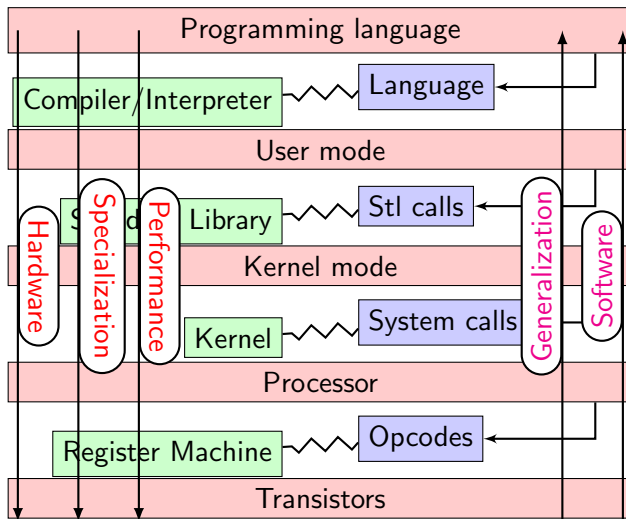 Programming language
Compiler/Interpreter
Language
User mode
Library
Stl calls
Kernel mode
Kernel
System calls
Processor
Register Machine
Opcodes
Transistors
Hardware
Specialization
Performance
Generalization
Software